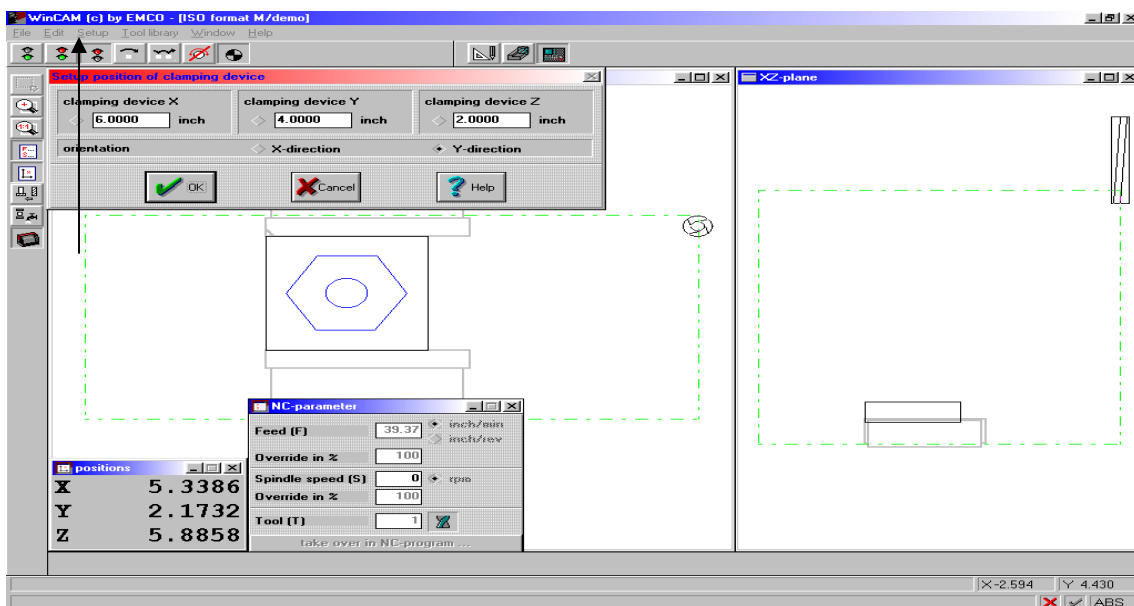 WinCAM (c) by EMCO - [ISO format M/demo]
File Edit Setup Tool library Window Help
Setup position of clamping device
XZ-plane
clamping device X clamping device Y clamping device Z
6.0000 inch 4.0000 inch 2.0000 inch
orientation X-direction Y-direction
OK Cancel Help
NC-parameter
Feed (F) 39.37 inch/min
inch/rev
Override in % 100
Spindle speed (S) 0 rpm
Override in % 100
Tool (T) 1
take over in NC-program ...
positions
X 5.3386
Y 2.1732
Z 5.8858
X-2.594 Y 4.430
ABS